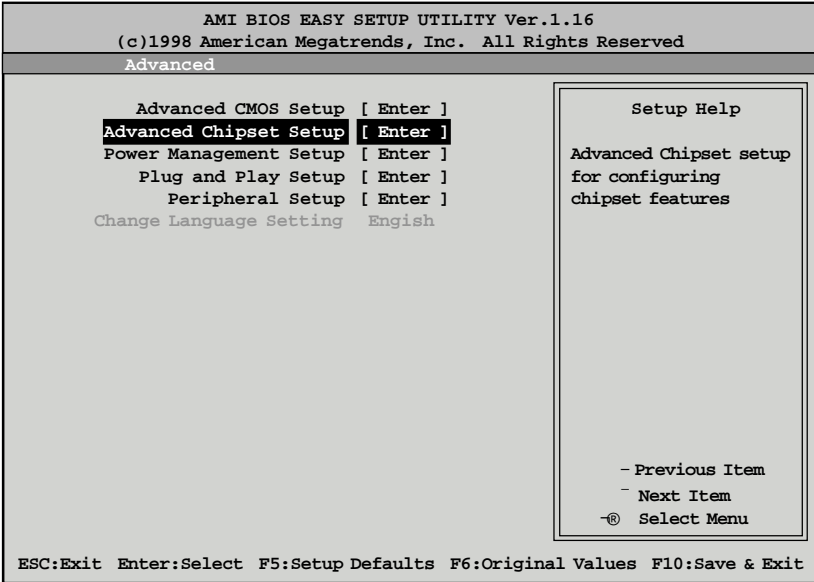 AMI BIOS EASY SETUP UTILITY Ver.1.16
(c)1998 American Megatrends, Inc. All Rights Reserved
Advanced
Advanced CMOS Setup [ Enter ]
Advanced Chipset Setup [ Enter ]
Power Management Setup [ Enter ]
Plug and Play Setup [ Enter ]
Peripheral Setup [ Enter ]
Change Language Setting Engish
Setup Help
Advanced Chipset setup
for configuring
chipset features
– Previous Item
¯ Next Item
¬® Select Menu
ESC:Exit Enter:Select F5:Setup Defaults F6:Original Values F10:Save & Exit